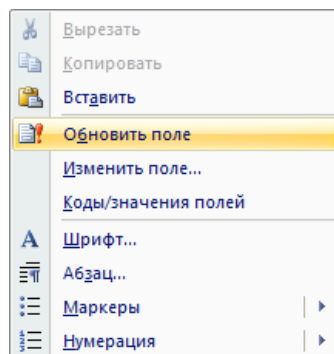 Вырезать
Копировать
Вставить
Обновить поле
Изменить поле...
Коды/значения полей
Шрифт...
Абзац...
Маркеры
Нумерация